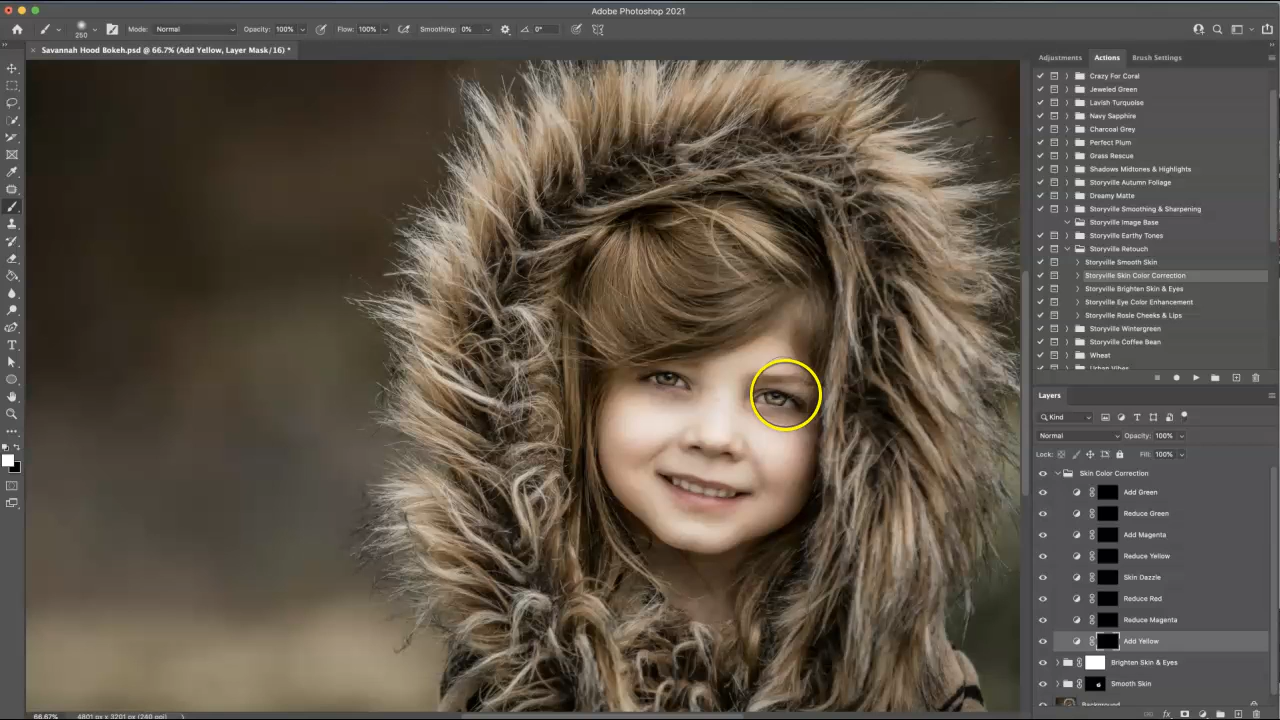 Adobe Photoshop 2021
250 Mode: Normal Opacity: 100% Flow: 100% Smoothing: 0% 0°
Savannah Hood Bokeh.psd @ 66.7% (Add Yellow, Layer Mask/16) *
Adjustments Actions Brush Settings
Crazy For Coral
Jeweled Green
Lavish Turquoise
Navy Sapphire
Charcoal Grey
Perfect Plum
Grass Rescue
Shadows Midtones & Highlights
Storyville Autumn Foliage
Dreamy Matte
Storyville Smoothing & Sharpening
Storyville Image Base
Storyville Earthy Tones
Storyville Retouch
Storyville Smooth Skin
Storyville Skin Color Correction
Storyville Brighten Skin & Eyes
Storyville Eye Color Enhancement
Storyville Rosie Cheeks & Lips
Storyville Wintergreen
Storyville Coffee Bean
Wheat
Urban Vibes
Layers
Kind
Normal Opacity: 100%
Lock: Fill: 100%
Skin Color Correction
Add Green
Reduce Green
Add Magenta
Reduce Yellow
Skin Dazzle
Reduce Red
Reduce Magenta
Add Yellow
Brighten Skin & Eyes
Smooth Skin
Background
66.67% 4801 px x 3201 px (240 ppi)